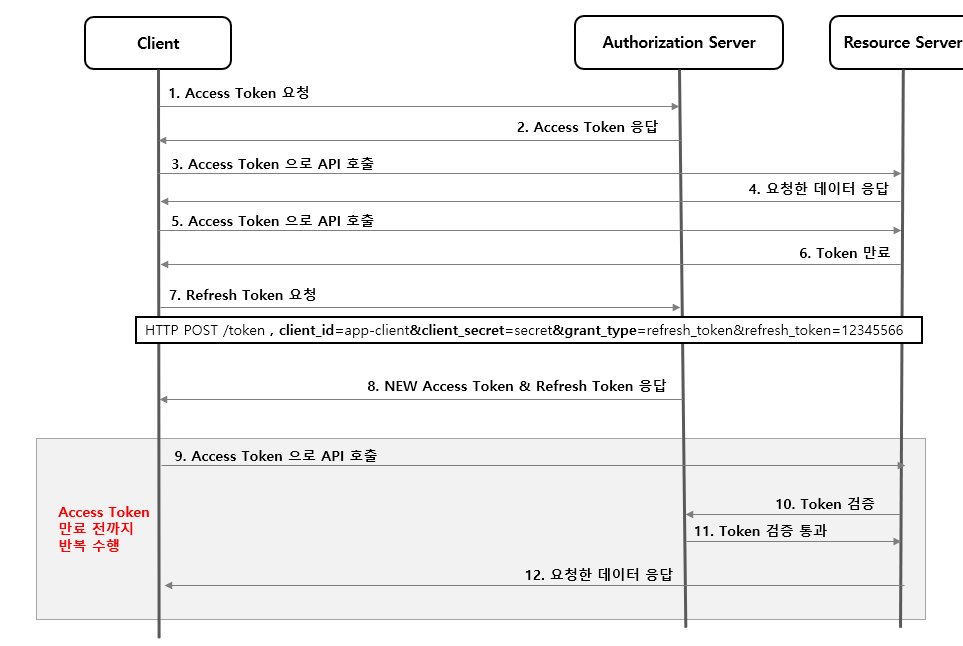 Client
Authorization Server
Resource Server
1. Access Token 요청
2. Access Token 응답
3. Access Token 으로 API 호출
4. 요청한 데이터 응답
5. Access Token 으로 API 호출
6. Token 만료
7. Refresh Token 요청
HTTP POST /token , client_id=app-client&client_secret=secret&grant_type=refresh_token&refresh_token=12345566
8. NEW Access Token & Refresh Token 응답
9. Access Token 으로 API 호출
Access Token
만료 전까지
반복 수행
10. Token 검증
11. Token 검증 통과
12. 요청한 데이터 응답